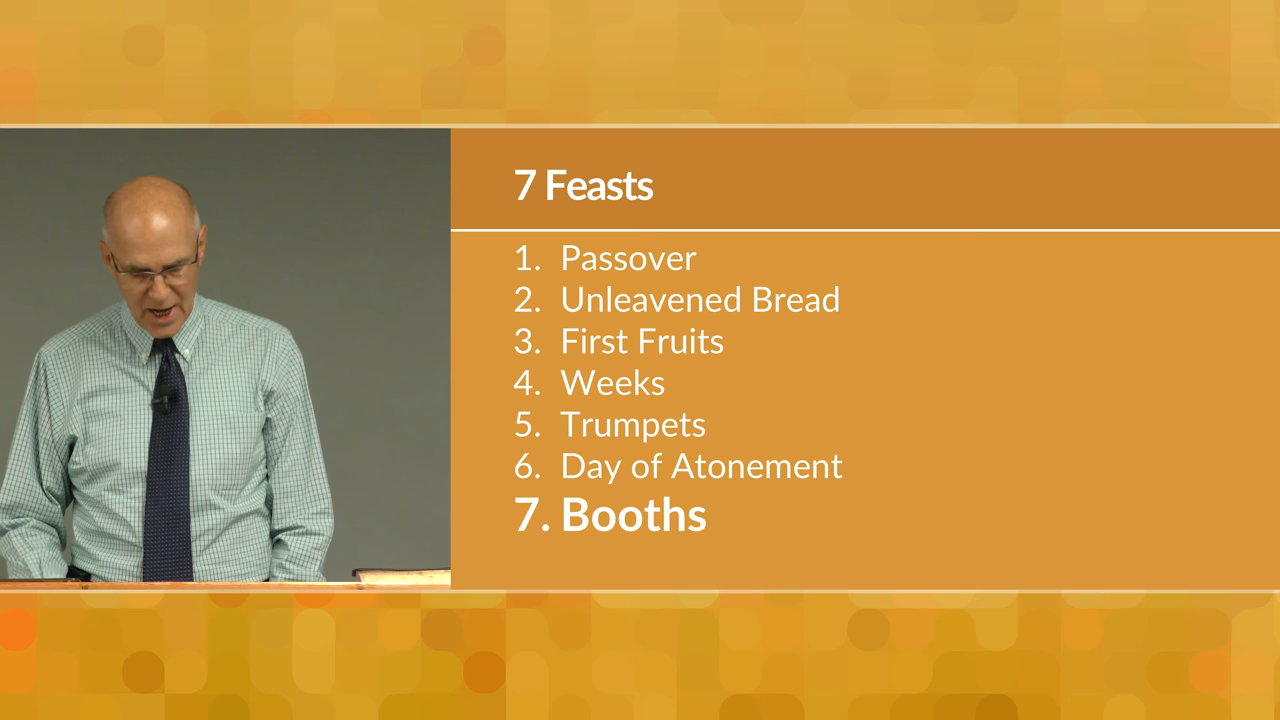 7 Feasts
1. Passover
2. Unleavened Bread
3. First Fruits
4. Weeks
5. Trumpets
6. Day of Atonement
7. Booths